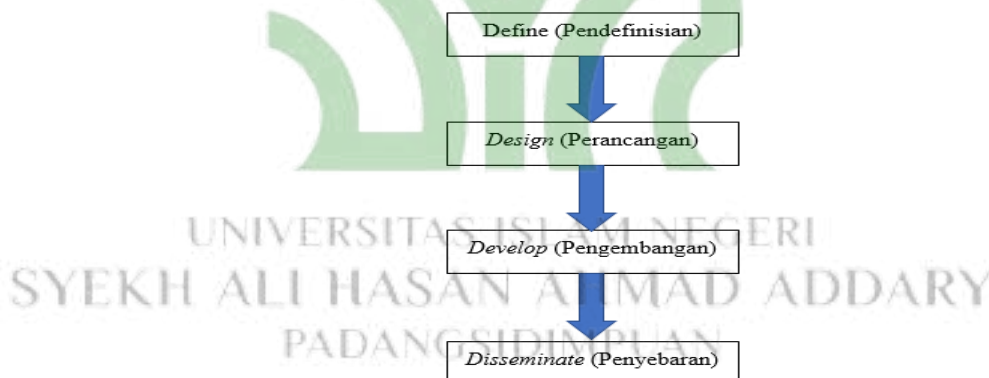 Define (Pendefinisian)
Design (Perancangan)
UNIVERSITAS ISLAM NEGERI
Develop (Pengembangan)
SYEKH ALI HASAN AHMAD ADDARY
PADANGSIDIMPUAN
Disseminate (Penyebaran)